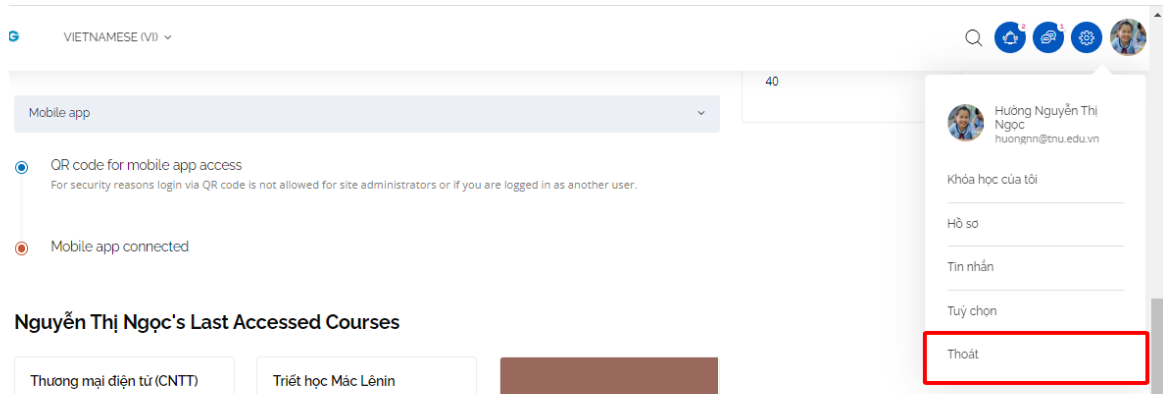 G
VIETNAMESE (VI)
2
1
40
Mobile app
QR code for mobile app access
For security reasons login via QR code is not allowed for site administrators or if you are logged in as another user.
Mobile app connected
Nguyễn Thị Ngọc's Last Accessed Courses
Thương mại điện tử (CNTT)
Triết học Mác Lênin
Hường Nguyễn Thị
Ngọc
huongnn@tnu.edu.vn
Khóa học của tôi
Hồ sơ
Tin nhắn
Tuỳ chọn
Thoát